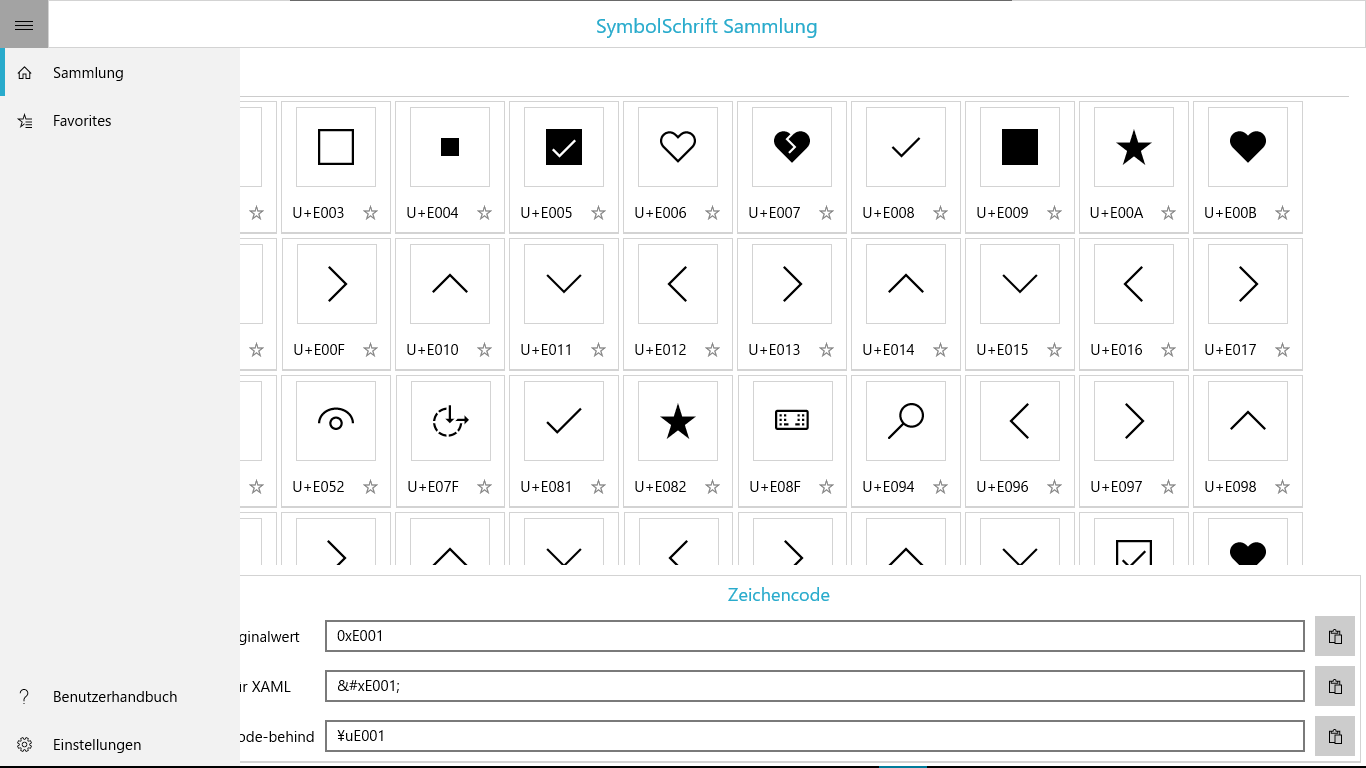 SymbolSchrift Sammlung
Sammlung
Favorites
U+E003 U+E004 U+E005 U+E006 U+E007 U+E008 U+E009 U+E00A U+E00B
U+E00F U+E010 U+E011 U+E012 U+E013 U+E014 U+E015 U+E016 U+E017
U+E052 U+E07F U+E081 U+E082 U+E08F U+E094 U+E096 U+E097 U+E098
Zeichencode
ginalwert 0xE001
ür XAML &#xE001;
ode-behind ¥uE001
Benutzerhandbuch
Einstellungen